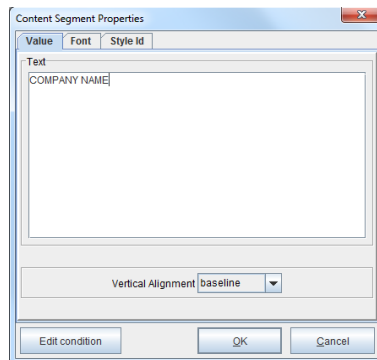 Content Segment Properties
Value Font Style Id
Text
COMPANY NAME
Vertical Alignment baseline
Edit condition OK Cancel